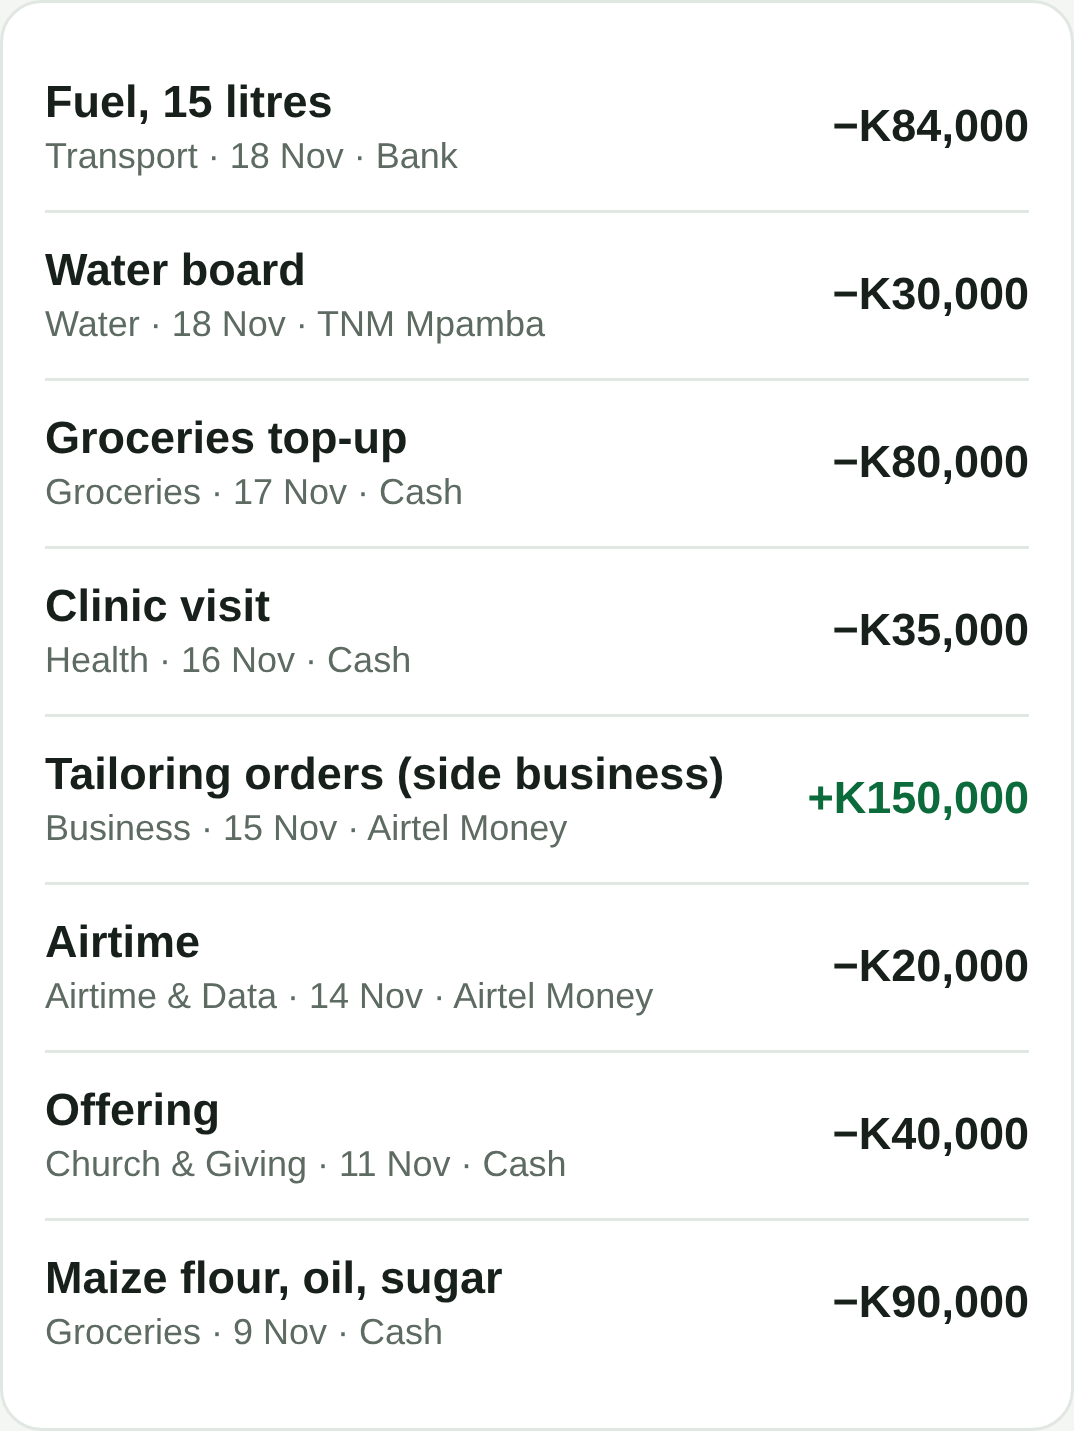 Fuel, 15 litres
Transport · 18 Nov · Bank
−K84,000
Water board
Water · 18 Nov · TNM Mpamba
−K30,000
Groceries top-up
Groceries · 17 Nov · Cash
−K80,000
Clinic visit
Health · 16 Nov · Cash
−K35,000
Tailoring orders (side business)
Business · 15 Nov · Airtel Money
+K150,000
Airtime
Airtime & Data · 14 Nov · Airtel Money
−K20,000
Offering
Church & Giving · 11 Nov · Cash
−K40,000
Maize flour, oil, sugar
Groceries · 9 Nov · Cash
−K90,000